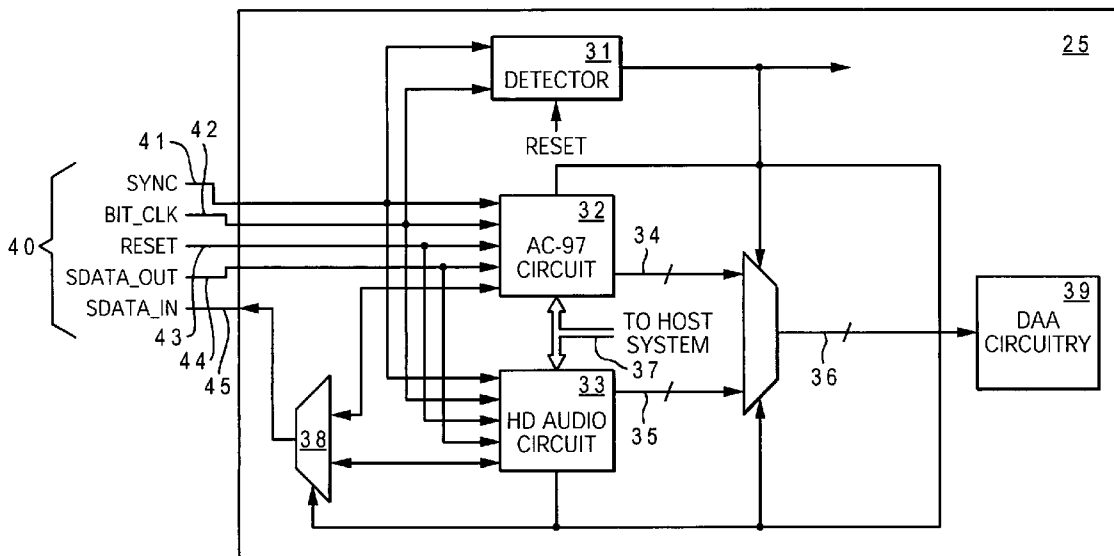 25
31
DETECTOR
RESET
42
41
SYNC
BIT_CLK
RESET
SDATA_OUT
SDATA_IN
40
43
44
45
32
AC-97
CIRCUIT
34
TO HOST
SYSTEM
37
33
HD AUDIO
CIRCUIT
35
36
39
DAA
CIRCUITRY
38